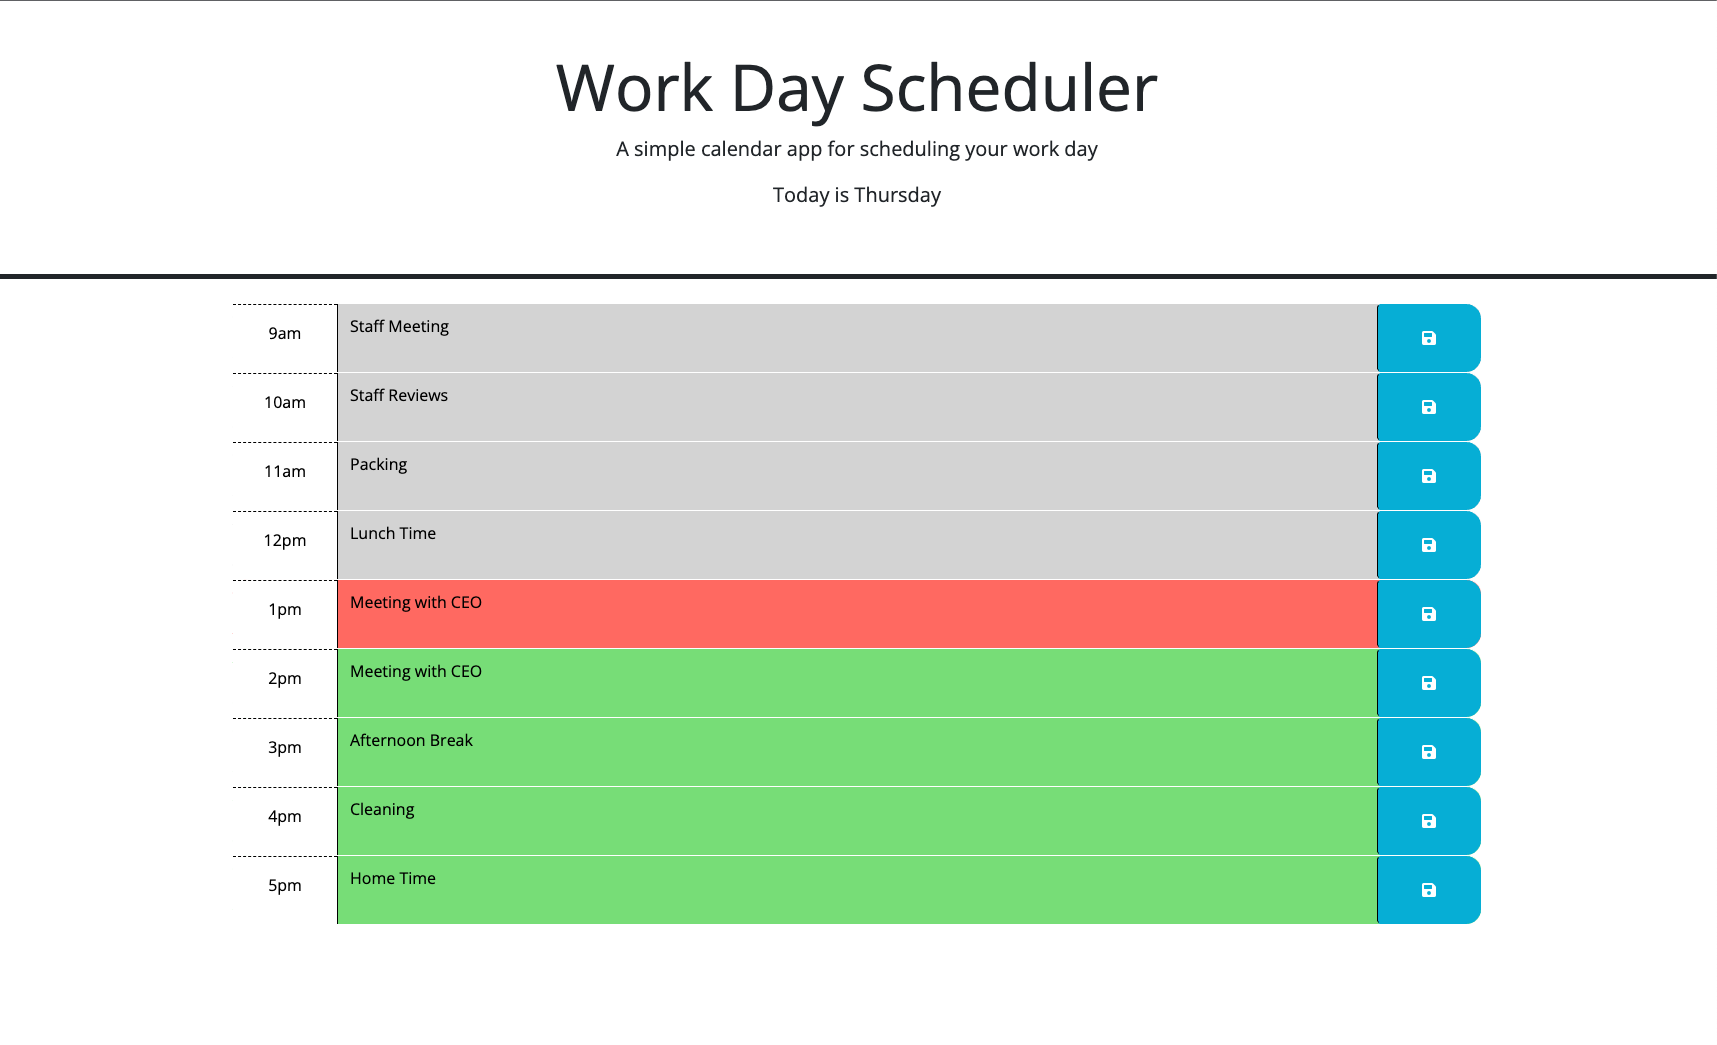 Work Day Scheduler
A simple calendar app for scheduling your work day
Today is Thursday
9am Staff Meeting
10am Staff Reviews
11am Packing
12pm Lunch Time
1pm Meeting with CEO
2pm Meeting with CEO
3pm Afternoon Break
4pm Cleaning
5pm Home Time